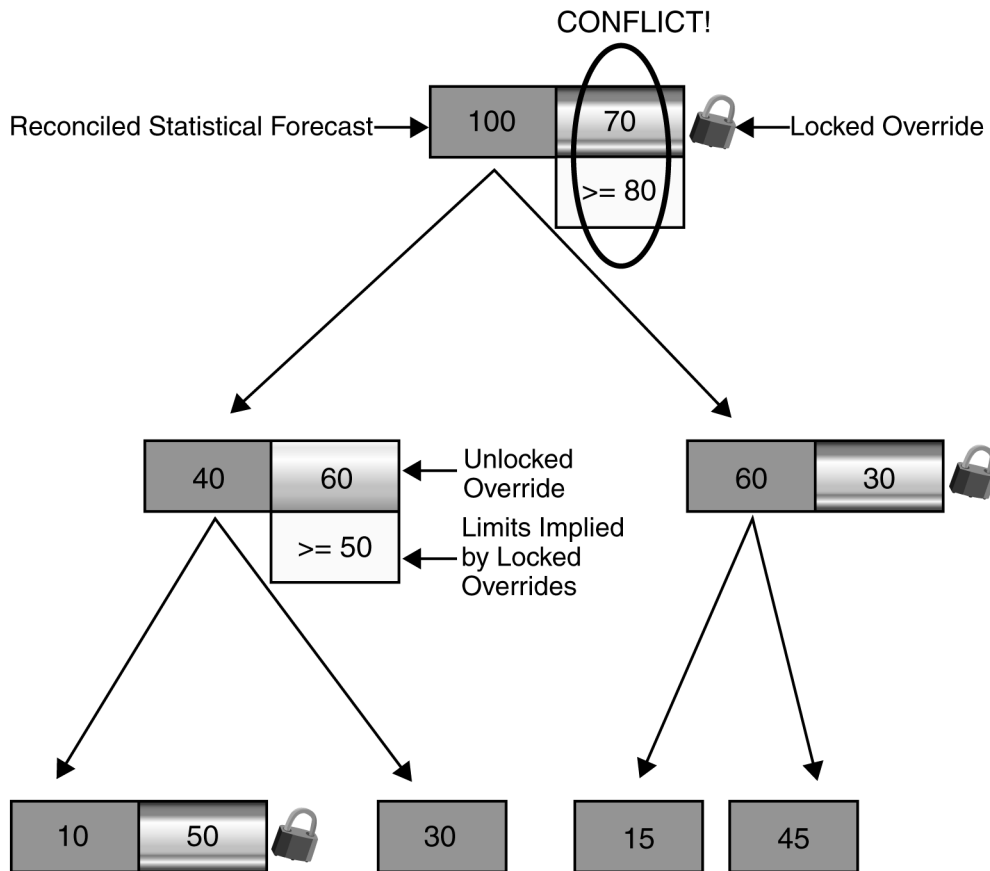 CONFLICT!
Reconciled Statistical Forecast
100
70
Locked Override
>= 80
40
60
Unlocked
Override
60
30
>= 50
Limits Implied
by Locked
Overrides
10
50
30
15
45